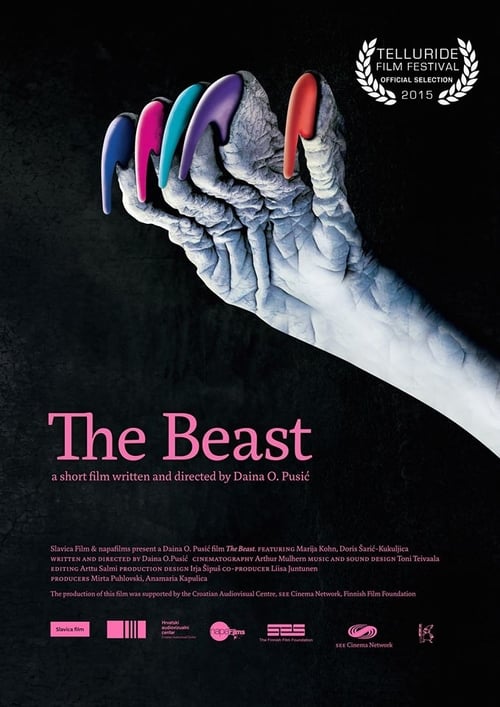 TELLURIDE
FILM FESTIVAL
OFFICIAL SELECTION
2015
The Beast
a short film written and directed by Daina O. Pusić
Slavica Film & napafilms present a Daina O. Pusić film The Beast. FEATURING Marija Kohn, Doris Šarić-Kukuljica
WRITTEN AND DIRECTED BY Daina O.Pusić CINEMATOGRAPHY Arthur Mulhern MUSIC AND SOUND DESIGN Toni Teivaala
EDITING Arttu Salmi PRODUCTION DESIGN Irja Šipuš CO-PRODUCER Liisa Juntunen
PRODUCERS Mirta Puhlovski, Anamaria Kapulica
The production of this film was supported by the Croatian Audiovisual Centre, SEE Cinema Network, Finnish Film Foundation
Slavica film
Hrvatski
audiovizualni
centar
Croatian Audiovisual Centre
napafilms
The Finnish Film Foundation
SEE Cinema Network